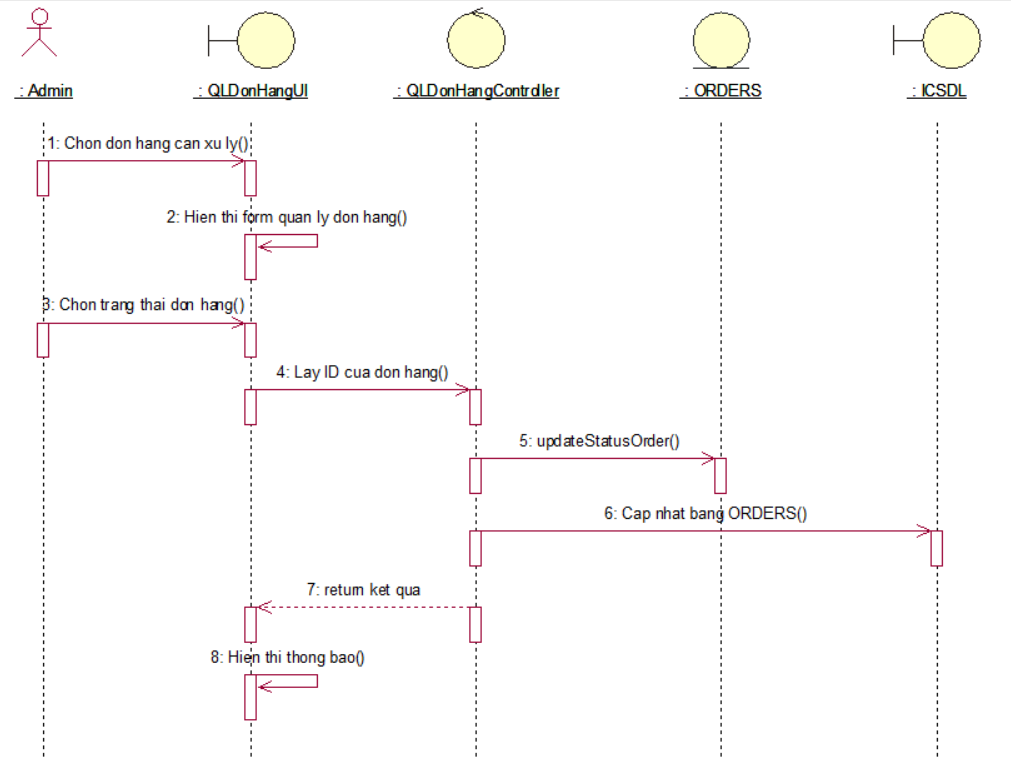 : Admin
: QLDonHangUI
: QLDonHangController
: ORDERS
: ICSDL
1: Chon don hang can xu ly()
2: Hien thi form quan ly don hang()
3: Chon trang thai don hang()
4: Lay ID cua don hang()
5: updateStatusOrder()
6: Cap nhat bang ORDERS()
7: return ket qua
8: Hien thi thong bao()